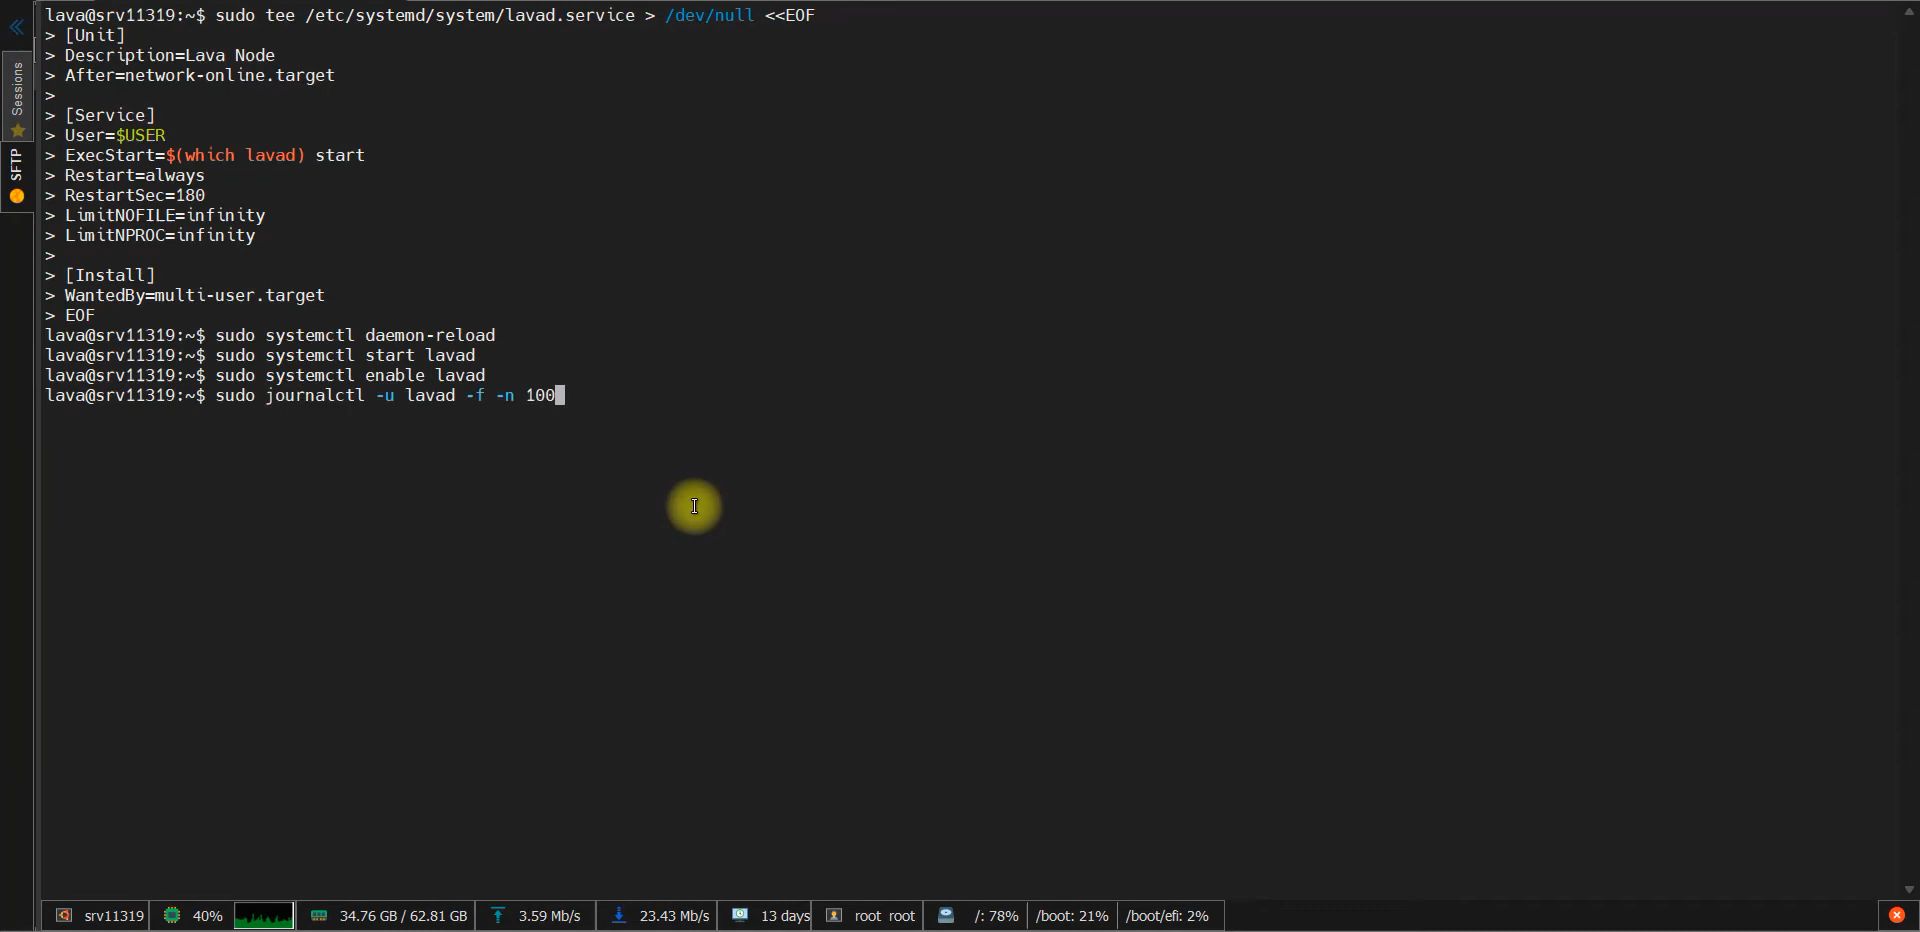 lava@srv11319:~$ sudo tee /etc/systemd/system/lavad.service > /dev/null <<EOF
> [Unit]
> Description=Lava Node
> After=network-online.target
>
> [Service]
> User=$USER
> ExecStart=$(which lavad) start
> Restart=always
> RestartSec=180
> LimitNOFILE=infinity
> LimitNPROC=infinity
>
> [Install]
> WantedBy=multi-user.target
> EOF
lava@srv11319:~$ sudo systemctl daemon-reload
lava@srv11319:~$ sudo systemctl start lavad
lava@srv11319:~$ sudo systemctl enable lavad
lava@srv11319:~$ sudo journalctl -u lavad -f -n 100
Sessions
SFTP
srv11319 40% 34.76 GB / 62.81 GB 3.59 Mb/s 23.43 Mb/s 13 days root root /: 78% /boot: 21% /boot/efi: 2%